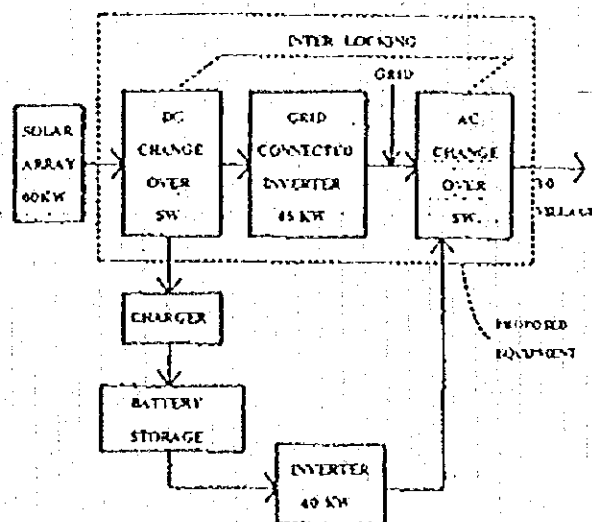 INTER LOCKING
GRID
SOLAR
ARRAY
60KW
DC
CHANGE
OVER
SW.
GRID
CONNECTED
INVERTER
45 KW
AC
CHANGE
OVER
SW.
TO
VILLAGE
CHARGER
PROPOSED
EQUIPMENT
BATTERY
STORAGE
INVERTER
40 KW